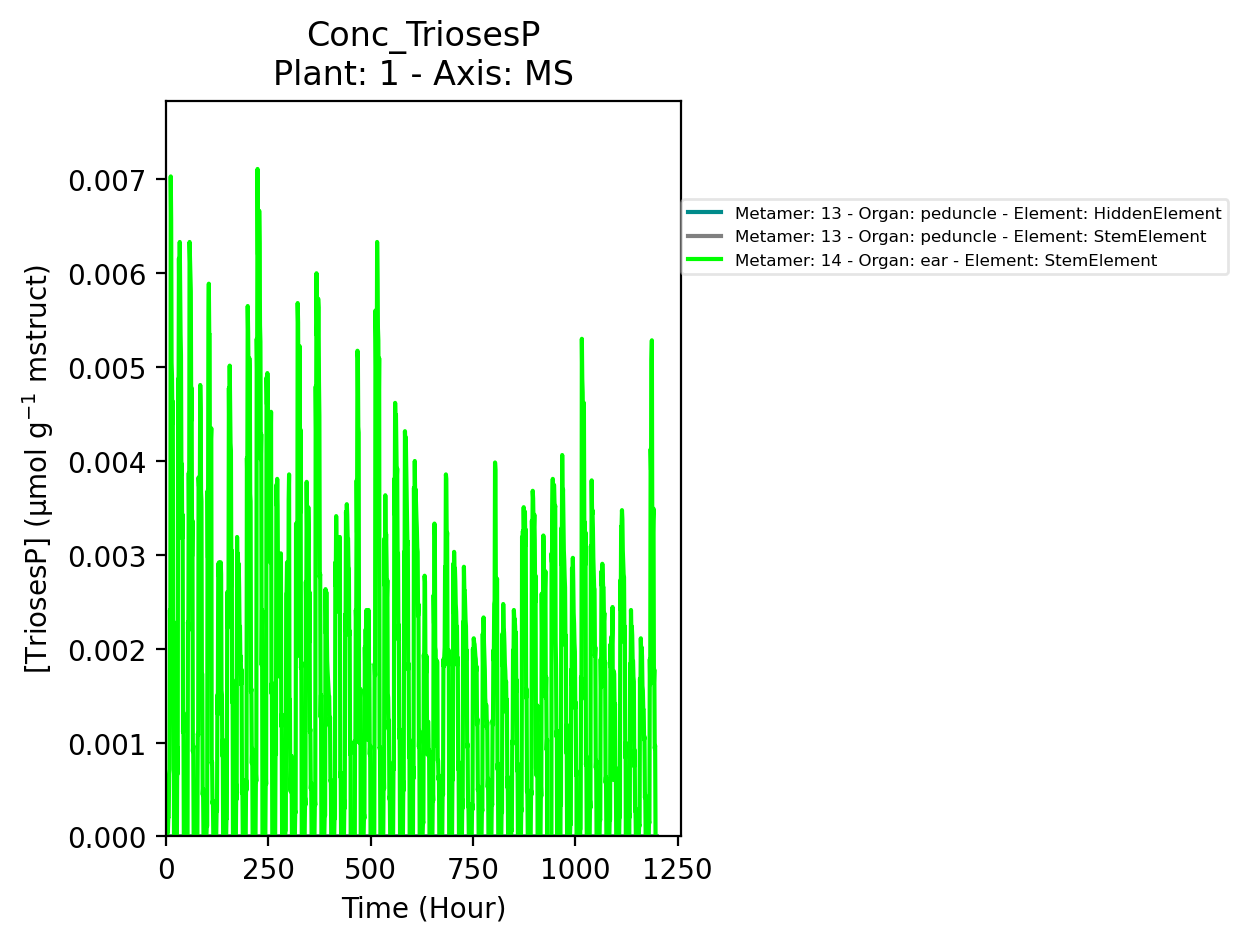 Conc_TriosesP
Plant: 1 - Axis: MS
[TriosesP] (µmol g⁻¹ mstruct)
0.007
0.006
0.005
0.004
0.003
0.002
0.001
0.000
0 250 500 750 1000 1250
Time (Hour)
Metamer: 13 - Organ: peduncle - Element: HiddenElement
Metamer: 13 - Organ: peduncle - Element: StemElement
Metamer: 14 - Organ: ear - Element: StemElement